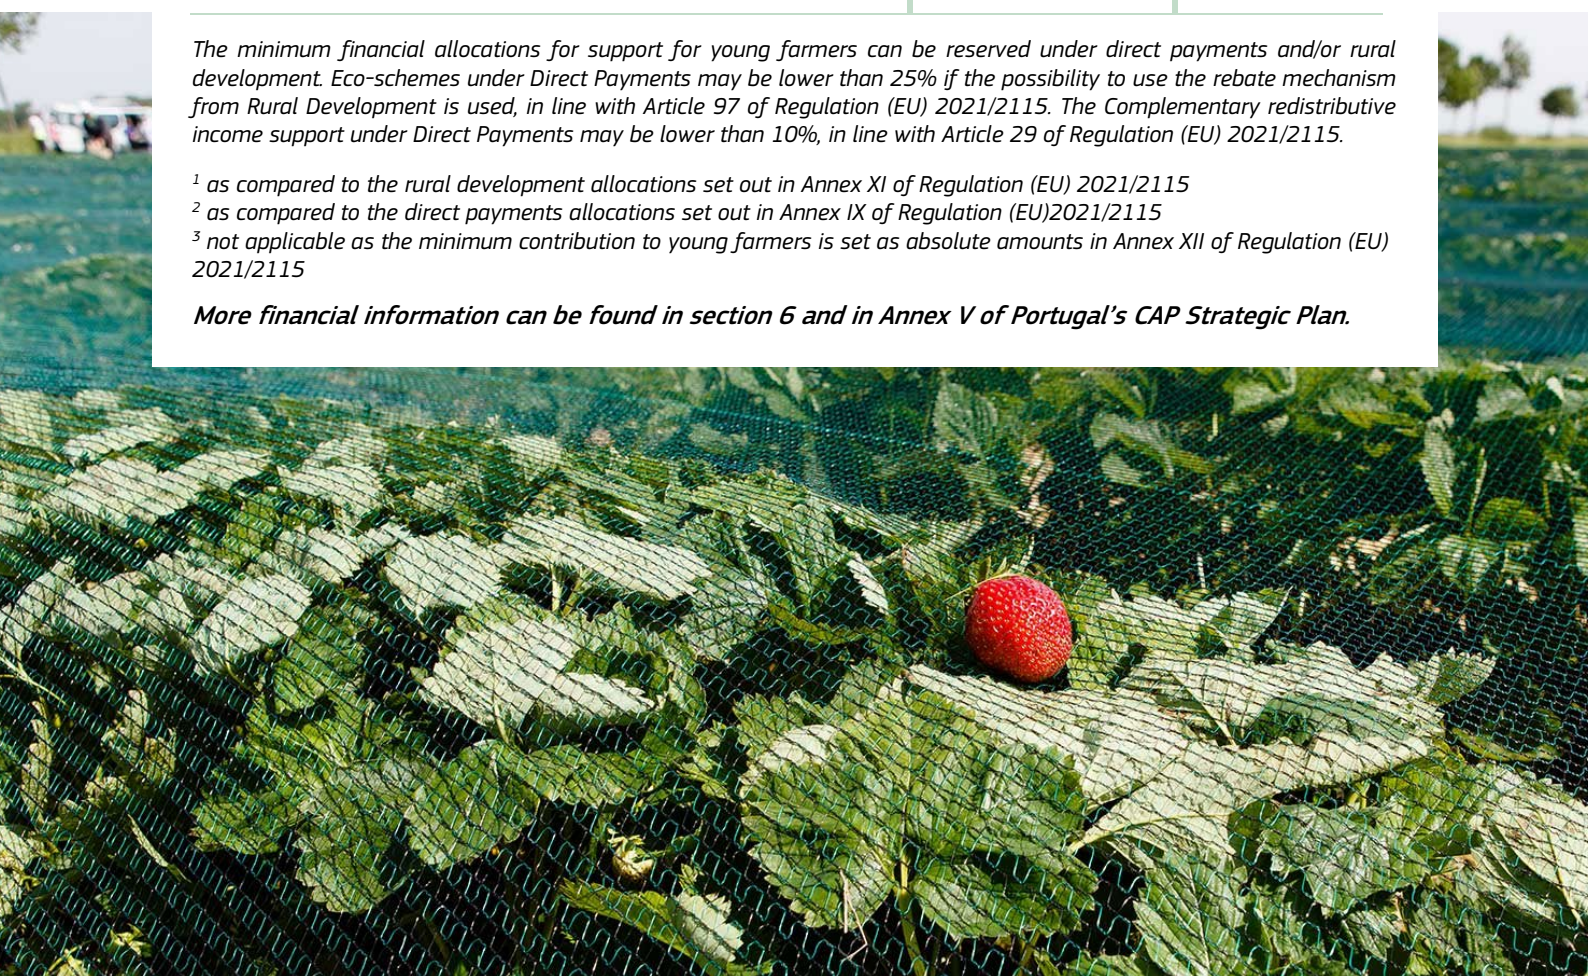 The minimum financial allocations for support for young farmers can be reserved under direct payments and/or rural
development. Eco-schemes under Direct Payments may be lower than 25% if the possibility to use the rebate mechanism
from Rural Development is used, in line with Article 97 of Regulation (EU) 2021/2115. The Complementary redistributive
income support under Direct Payments may be lower than 10%, in line with Article 29 of Regulation (EU) 2021/2115.
1 as compared to the rural development allocations set out in Annex XI of Regulation (EU) 2021/2115
2 as compared to the direct payments allocations set out in Annex IX of Regulation (EU)2021/2115
3 not applicable as the minimum contribution to young farmers is set as absolute amounts in Annex XII of Regulation (EU)
2021/2115
More financial information can be found in section 6 and in Annex V of Portugal's CAP Strategic Plan.